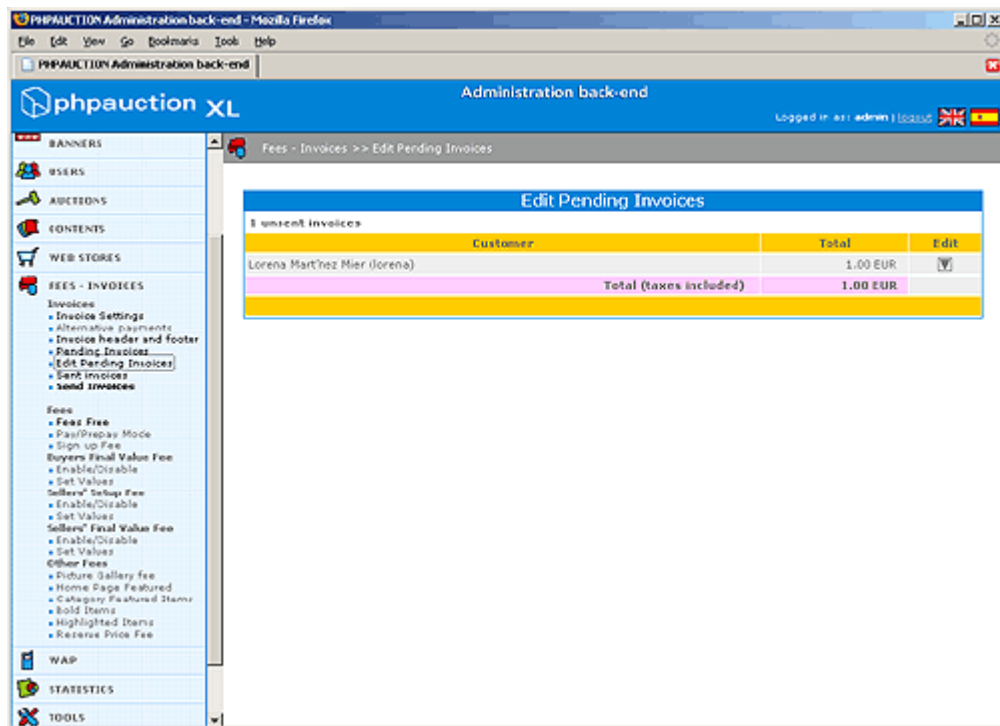 PHPAUCTION Administration back-end - Mozilla Firefox
File Edit View Go Bookmarks Tools Help
PHPAUCTION Administration back-end
phpauction XL
Administration back-end
Logged in as: admin | logout
BANNERS
USERS
AUCTIONS
CONTENTS
WEB STORES
FEES - INVOICES
Invoices
Invoice Settings
Alternative payments
Invoice header and footer
Pending Invoices
Edit Pending Invoices
Sent invoices
Send Invoices
Fees
Fees Free
Pay/Prepay Mode
Sign up Fee
Buyers Final Value Fee
Enable/Disable
Set Values
Sellers' Setup Fee
Enable/Disable
Set Values
Sellers' Final Value Fee
Enable/Disable
Set Values
Other Fees
Picture Gallery fee
Home Page Featured
Category Featured Items
Bold Items
Highlighted Items
Reserve Price Fee
WAP
STATISTICS
TOOLS
Fees - Invoices >> Edit Pending Invoices
Edit Pending Invoices
1 unsent invoices
Customer Total Edit
Lorena Mart'nez Mier (lorena) 1.00 EUR
Total (taxes included) 1.00 EUR